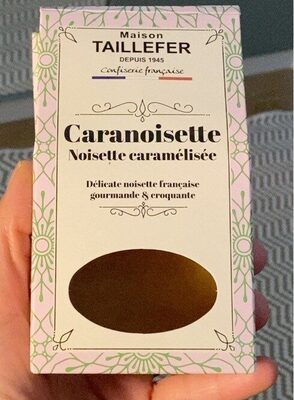 Maison
TAILLEFER
DEPUIS 1945
Confiserie française
Caranoisette
Noisette caramélisée
Délicate noisette française
gourmande & croquante